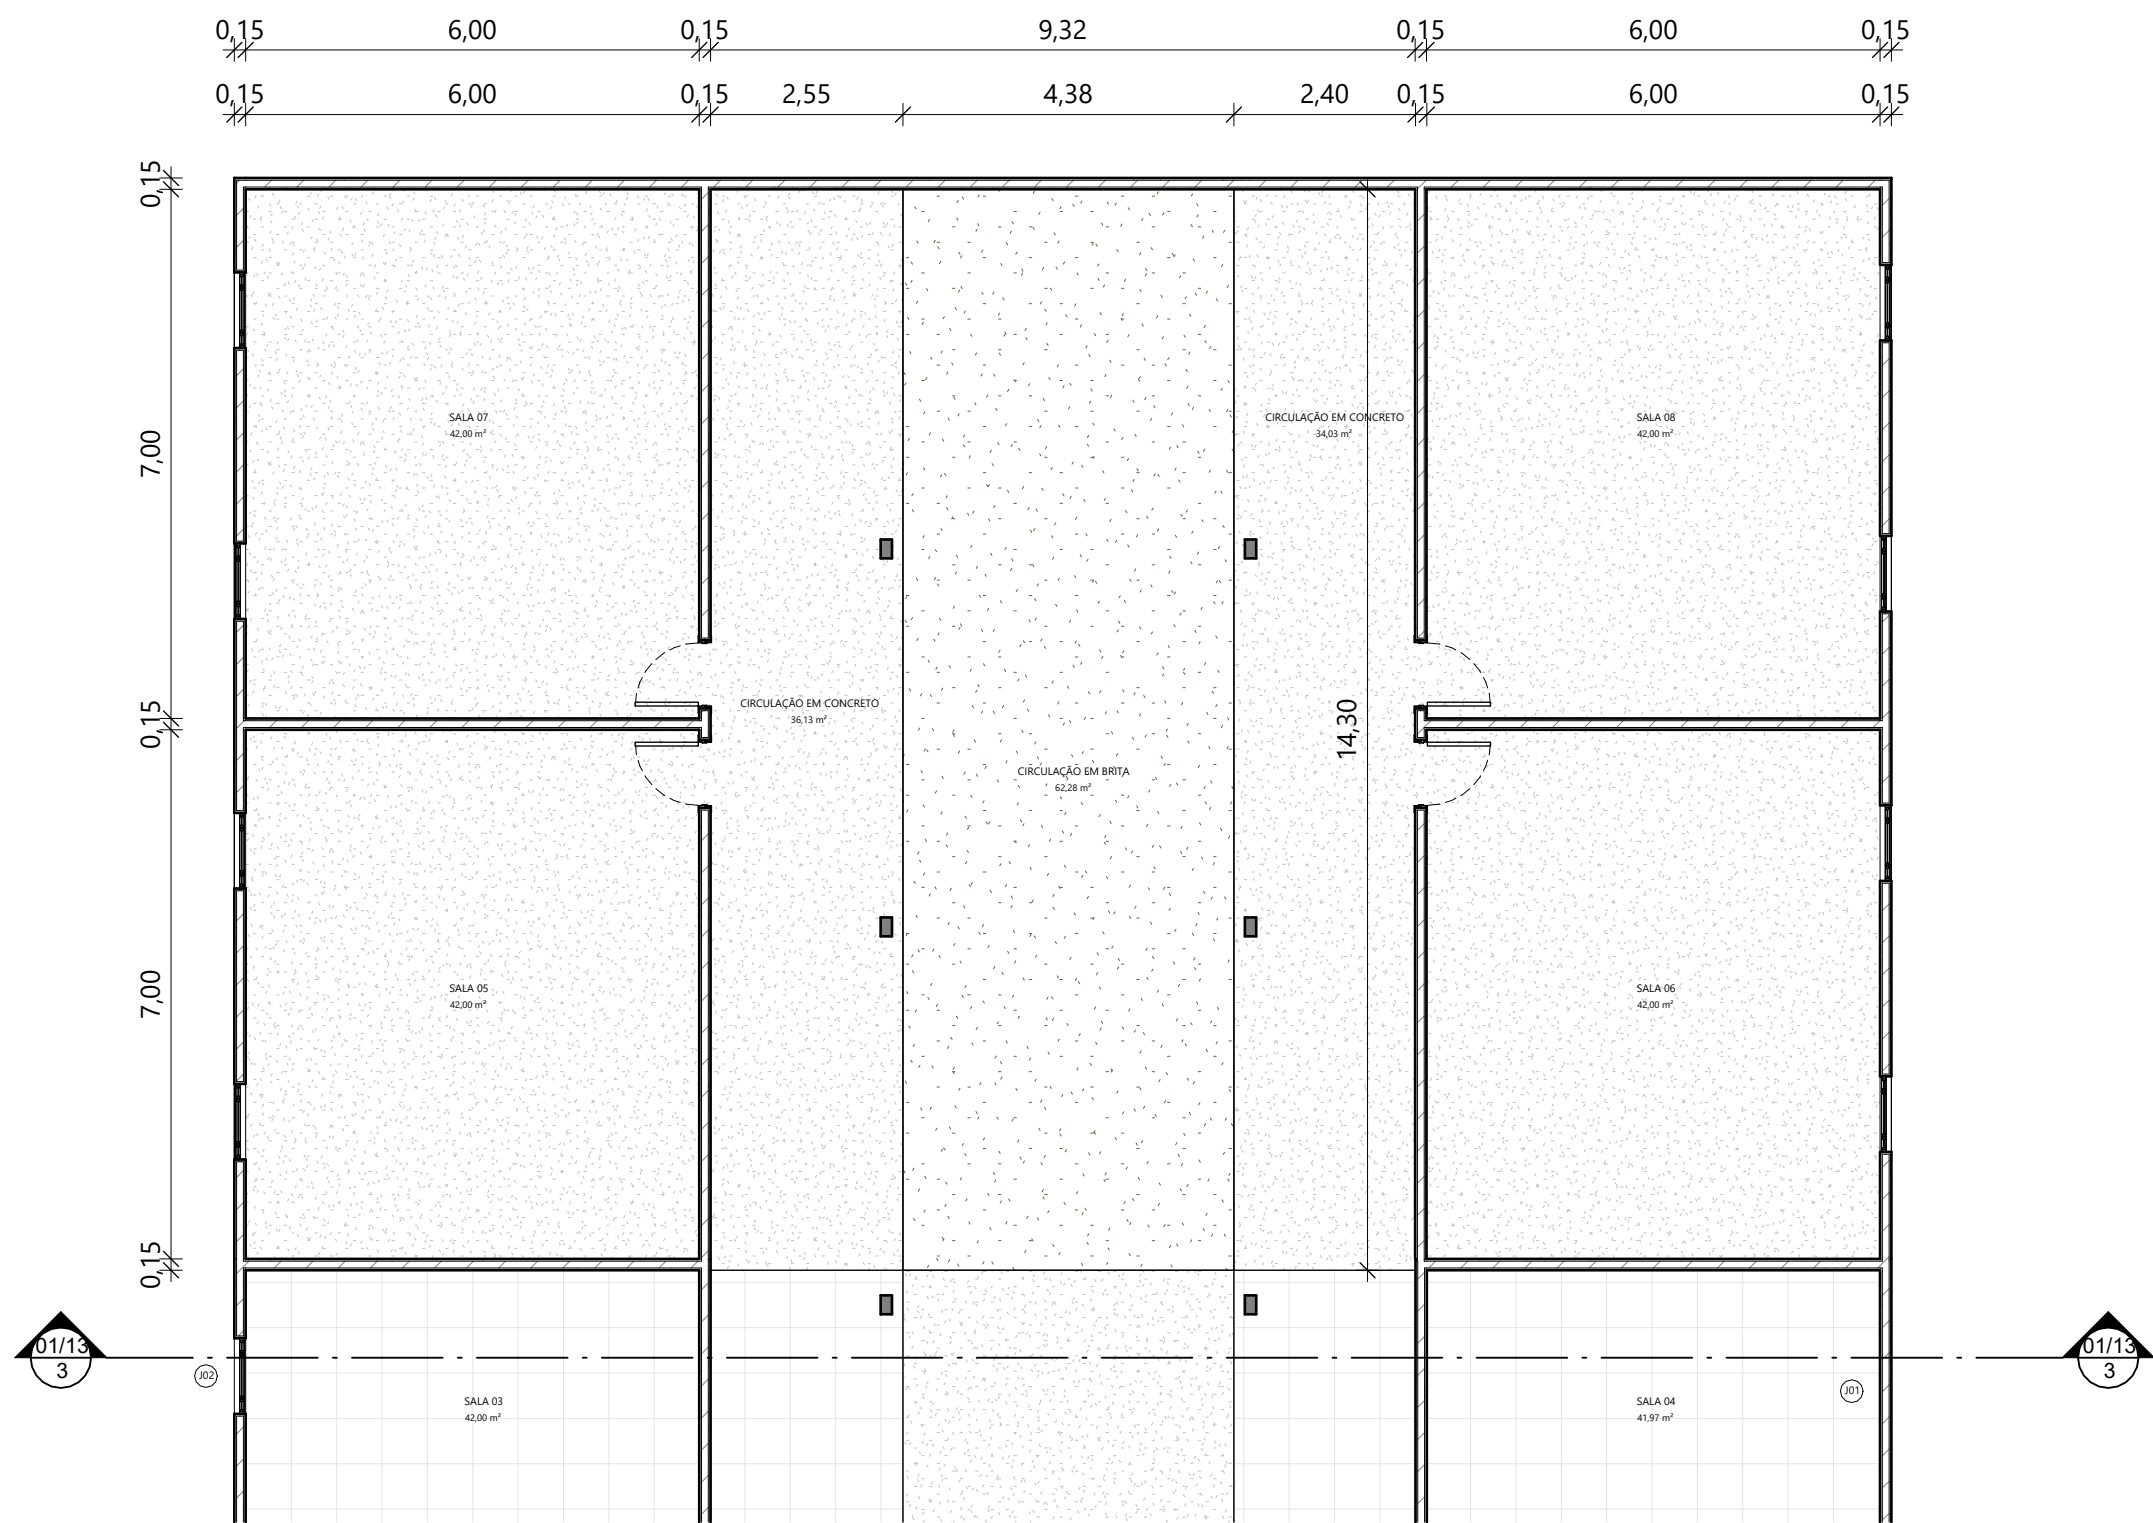 0,15 6,00 0,15 9,32 0,15 6,00 0,15
0,15 6,00 0,15 2,55 4,38 2,40 0,15 6,00 0,15
0,15
7,00
0,15
7,00
0,15
SALA 07
42,00 m²
CIRCULAÇÃO EM CONCRETO
34,03 m²
SALA 08
42,00 m²
CIRCULAÇÃO EM CONCRETO
36,13 m²
14,30
CIRCULAÇÃO EM BRITA
62,28 m²
SALA 05
42,00 m²
SALA 06
42,00 m²
01/13
3
J02
SALA 03
42,00 m²
SALA 04
41,97 m²
J01
01/13
3